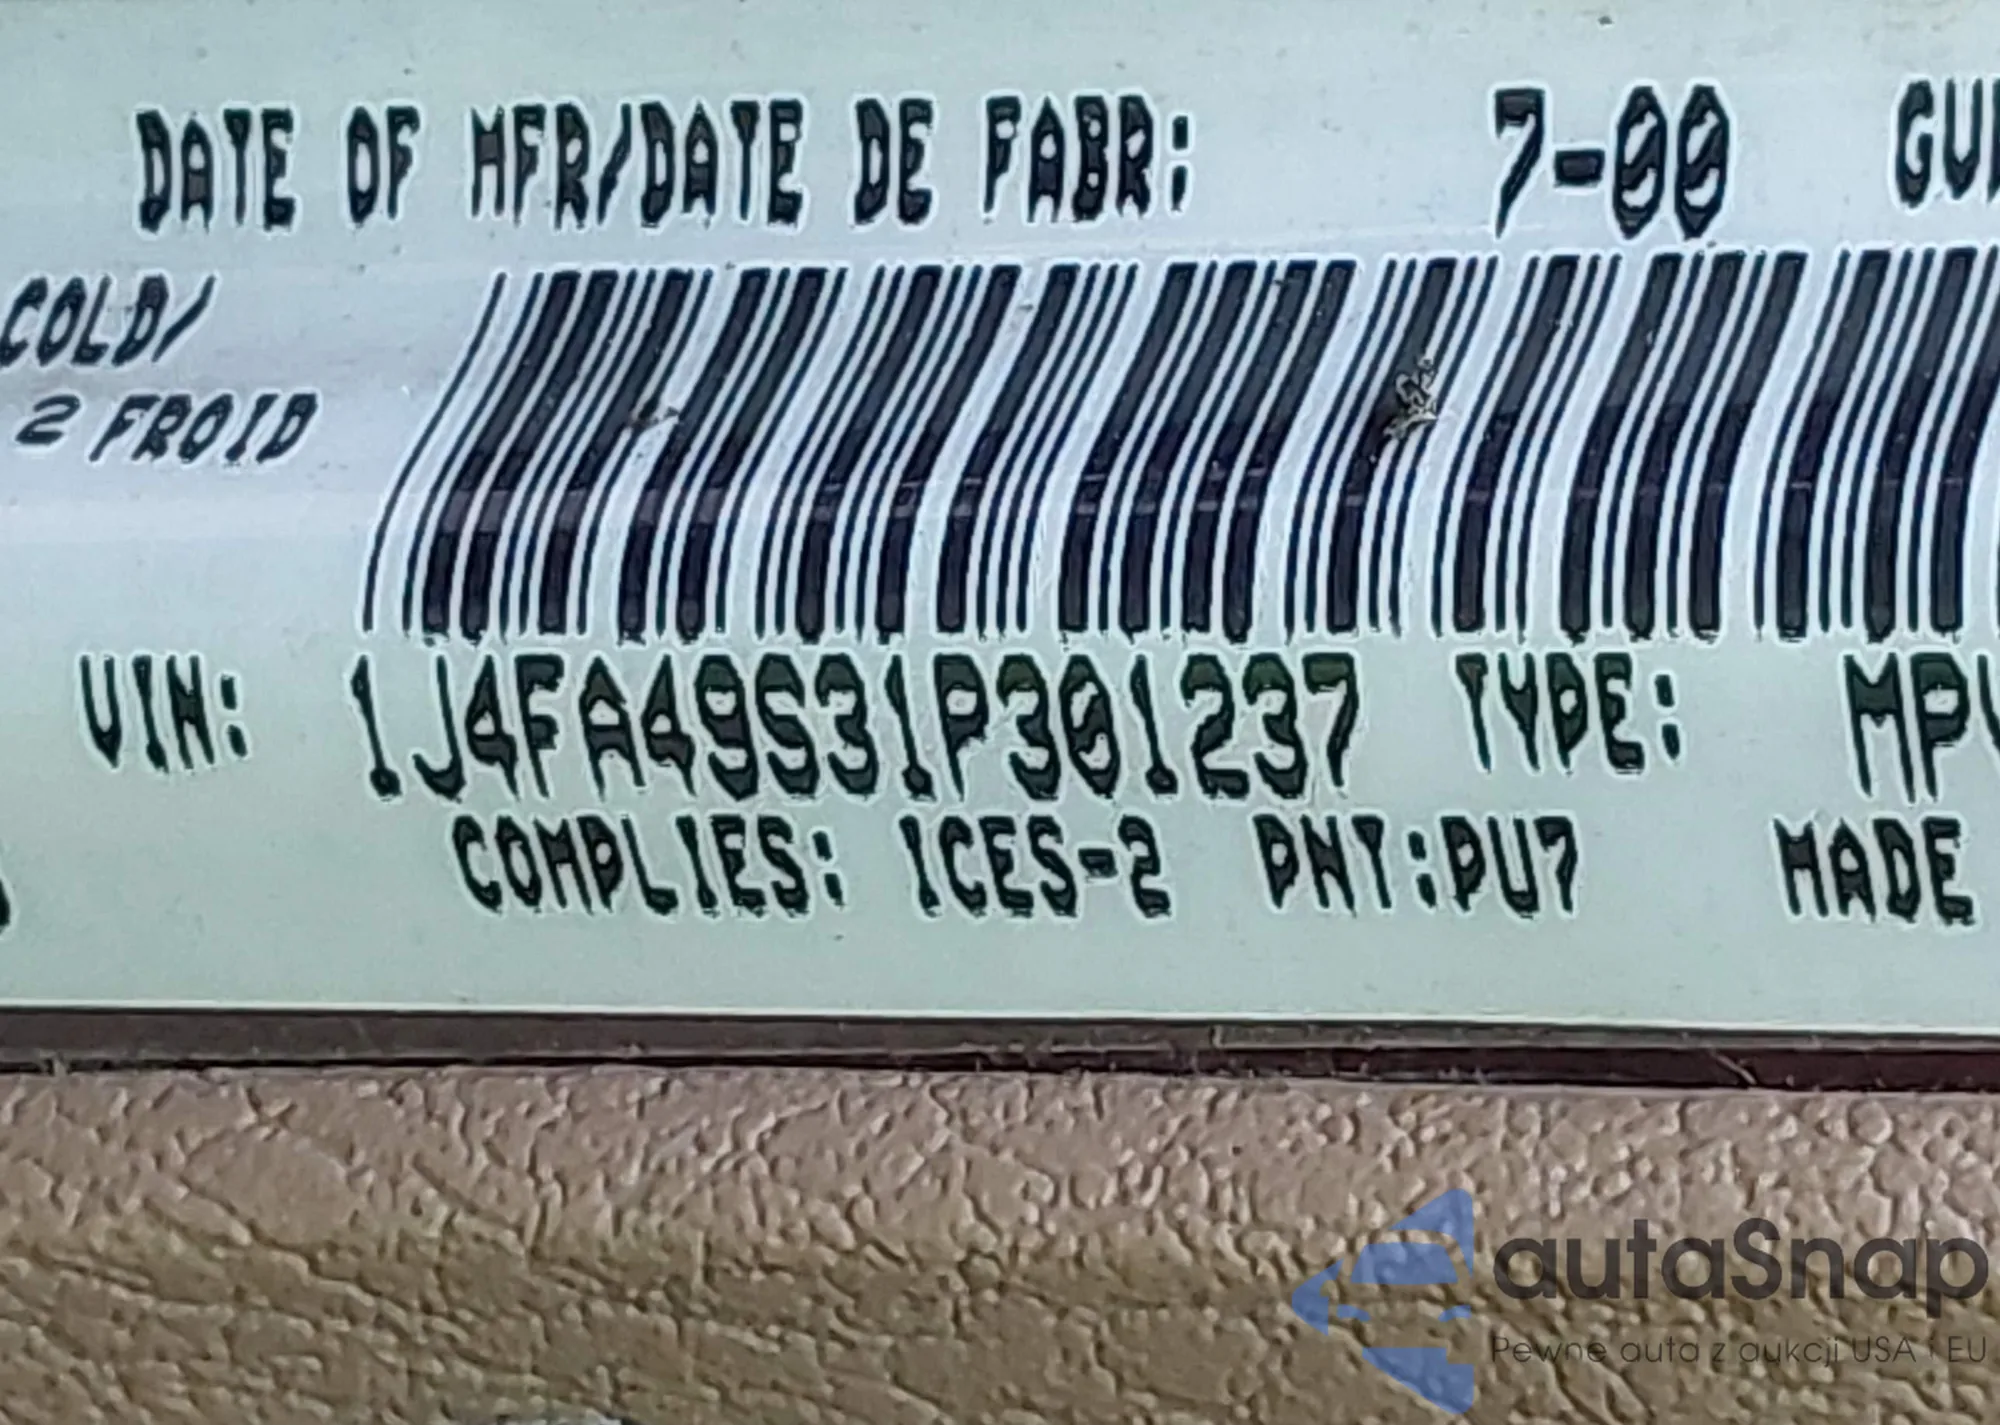 DATE OF MFR/DATE DE FABR: 7-00
COLD/
2 FROID
VIN: 1J4FA49S31P301237 TYPE: MPV
COMPLIES: ICES-2 PNT:PU7 MADE
autaSnap
Pewne auta z aukcji USA i EU